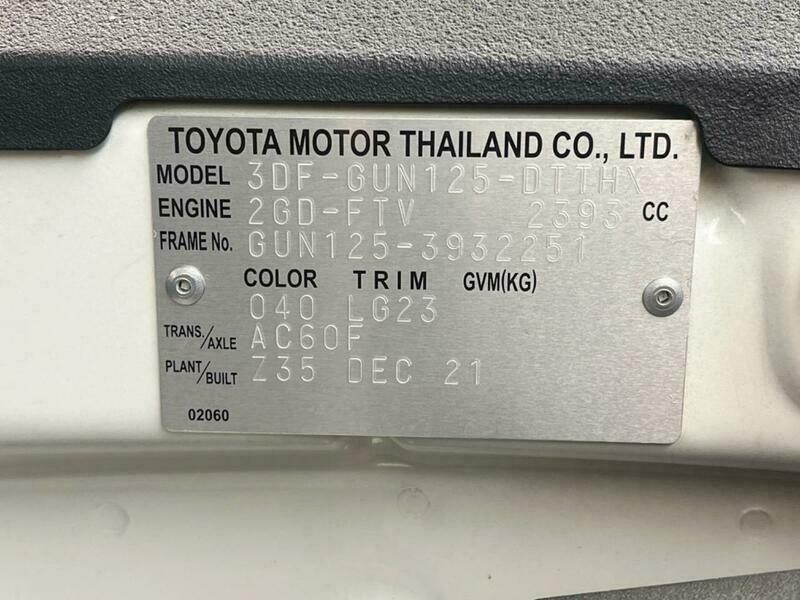 TOYOTA MOTOR THAILAND CO., LTD.
MODEL 3DF-GUN125-DTTHX
ENGINE 2GD-FTV 2393 CC
FRAME No. GUN125-3932251
COLOR TRIM GVM(KG)
040 LG23
TRANS./AXLE AC60F
PLANT/BUILT Z35 DEC 21
02060